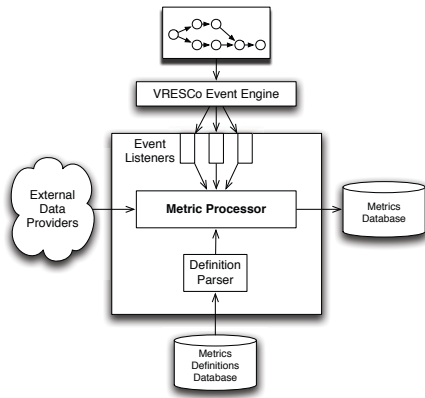 VRESCo Event Engine
Event
Listeners
External
Data
Providers
Metric Processor
Metrics
Database
Definition
Parser
Metrics
Definitions
Database